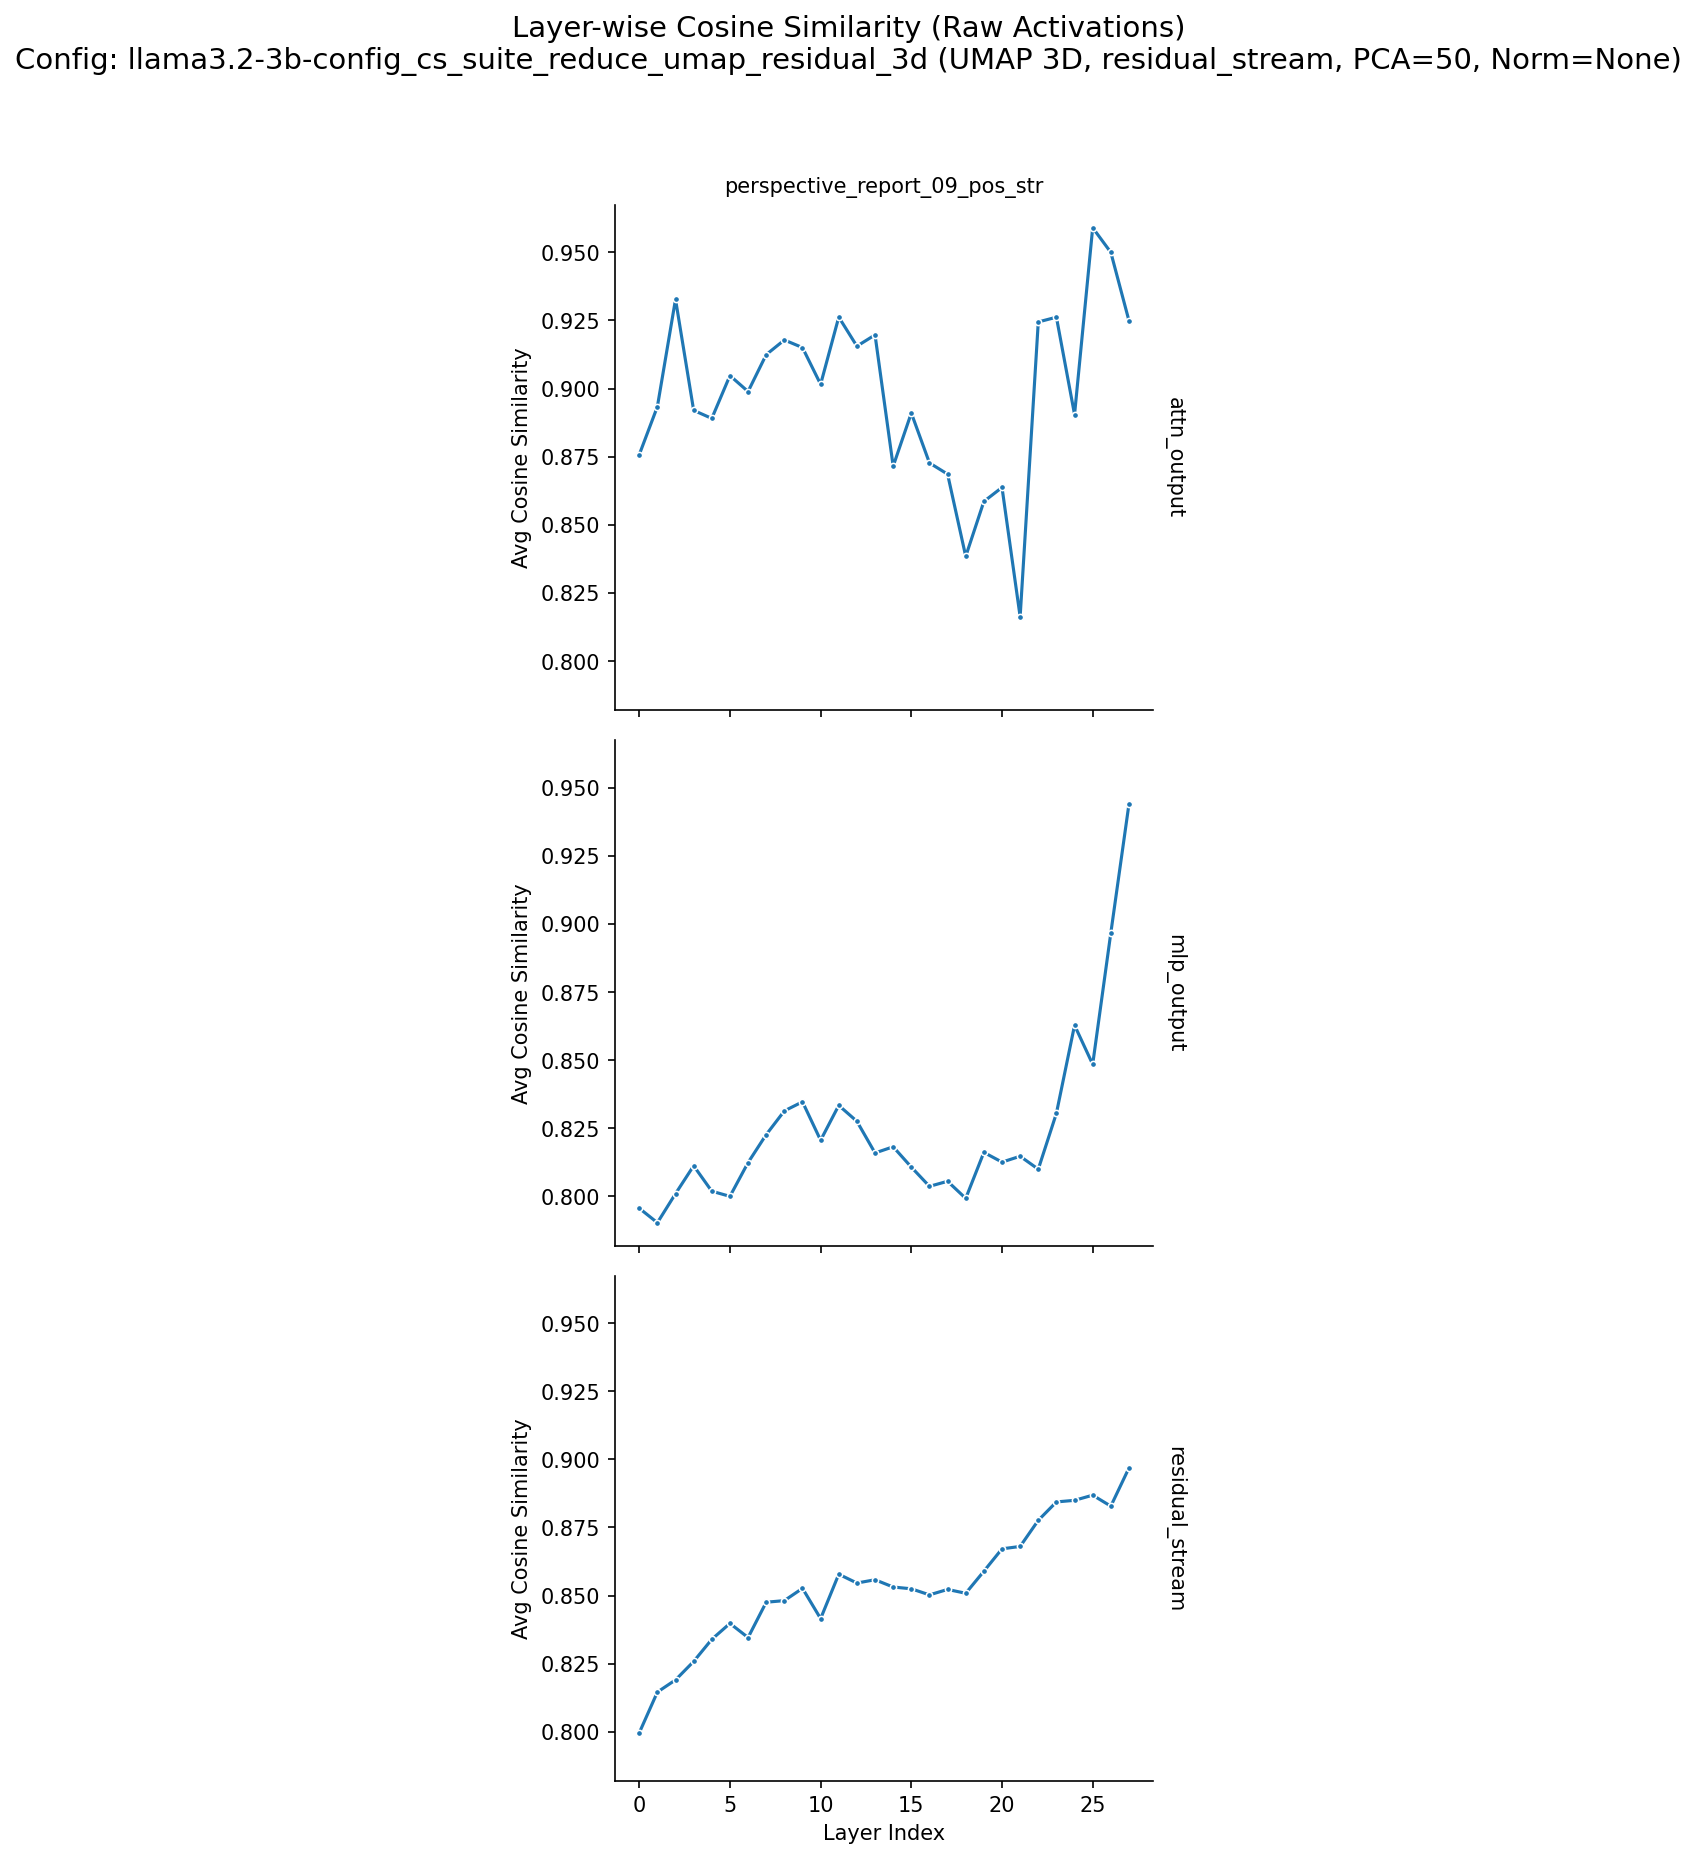 Layer-wise Cosine Similarity (Raw Activations)
Config: llama3.2-3b-config_cs_suite_reduce_umap_residual_3d (UMAP 3D, residual_stream, PCA=50, Norm=None)
perspective_report_09_pos_str
0.950
0.925
0.900
0.875
0.850
0.825
0.800
Avg Cosine Similarity
attn_output
0.950
0.925
0.900
0.875
0.850
0.825
0.800
Avg Cosine Similarity
mlp_output
0.950
0.925
0.900
0.875
0.850
0.825
0.800
Avg Cosine Similarity
residual_stream
0 5 10 15 20 25
Layer Index